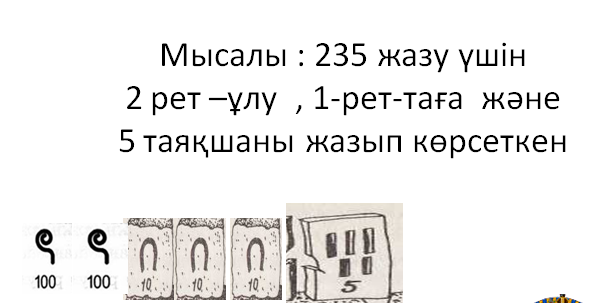 Мысалы : 235 жазу үшін
2 рет –ұлу , 1-рет-таға және
5 таяқшаны жазып көрсеткен
100 100 10 10 10 5